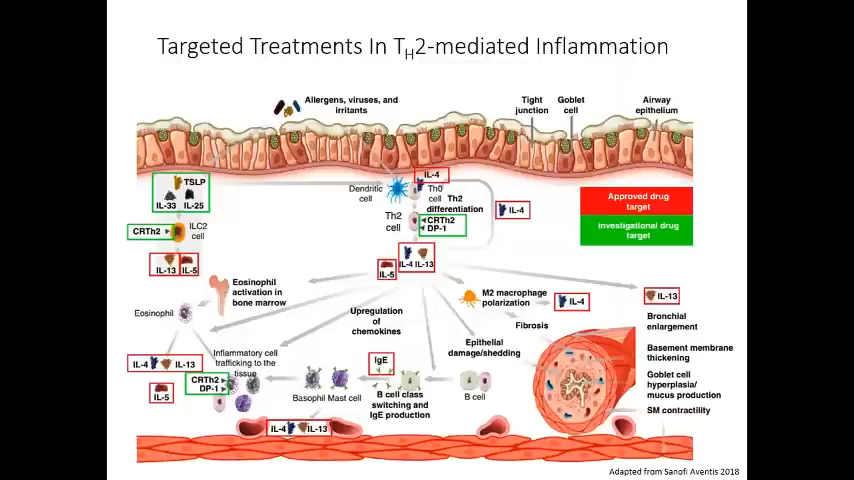 Targeted Treatments In TH2-mediated Inflammation
Allergens, viruses, and
irritants
Tight
junction
Goblet
cell
Airway
epithelium
TSLP
IL-33 IL-25
CRTh2
ILC2
cell
IL-13 IL-5
Dendritic
cell
IL-4
Th0
cell
Th2
differentiation
Th2
cell
CRTh2
DP-1
IL-4
IL-4 IL-13
IL-5
Approved drug
target
Investigational drug
target
Eosinophil
activation in
bone marrow
Eosinophil
M2 macrophage
polarization
IL-4
IL-13
Upregulation
of
chemokines
Fibrosis
Bronchial
enlargement
Epithelial
damage/shedding
Basement membrane
thickening
Inflammatory cell
trafficking to the
tissue
IL-4 IL-13
IL-5
CRTh2
DP-1
IgE
Basophil Mast cell
B cell class
switching and
IgE production
B cell
Goblet cell
hyperplasia/
mucus production
SM contractility
IL-4 IL-13
Adapted from Sanofi Aventis 2018